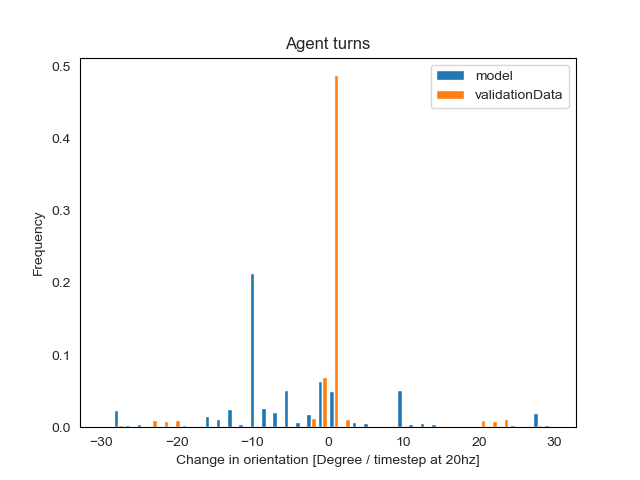 Agent turns
model
validationData
0.5
0.4
0.3
0.2
0.1
0.0
Frequency
−30
−20
−10
0
10
20
30
Change in orientation [Degree / timestep at 20hz]